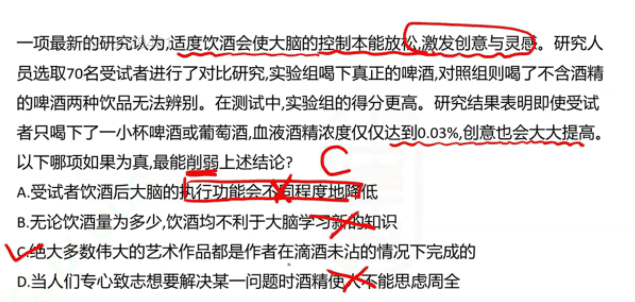 一项最新的研究认为,适度饮酒会使大脑的控制本能放松,激发创意与灵感。研究人
员选取70名受试者进行了对比研究,实验组喝下真正的啤酒,对照组则喝了不含酒精
的啤酒两种饮品无法辨别。在测试中,实验组的得分更高。研究结果表明即使受试
者只喝下了一小杯啤酒或葡萄酒,血液酒精浓度仅仅达到0.03%,创意也会大大提高。
以下哪项如果为真,最能削弱上述结论? C
A.受试者饮酒后大脑的执行功能会不同程度地降低
B.无论饮酒量为多少,饮酒均不利于大脑学习新的知识
C.绝大多数伟大的艺术作品都是作者在滴酒未沾的情况下完成的
D.当人们专心致志想要解决某一问题时酒精使人不能思虑周全